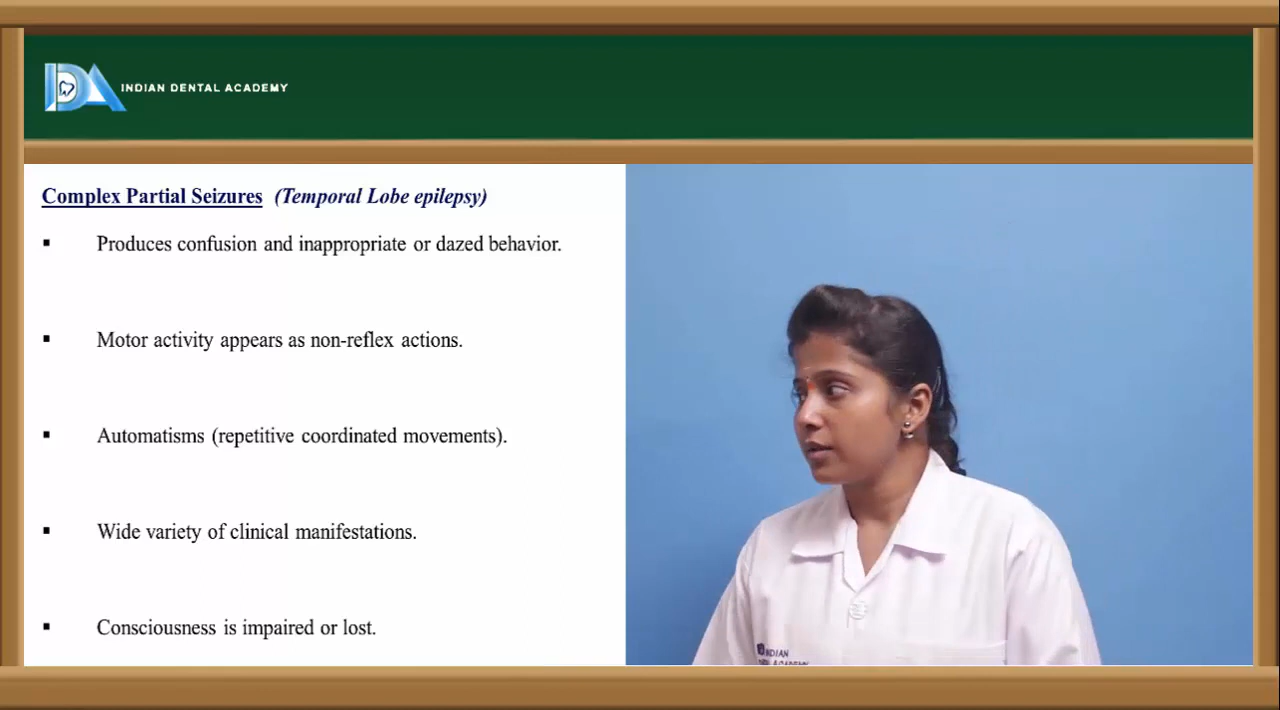 INDIAN DENTAL ACADEMY
Complex Partial Seizures (Temporal Lobe epilepsy)
▪ Produces confusion and inappropriate or dazed behavior.
▪ Motor activity appears as non-reflex actions.
▪ Automatisms (repetitive coordinated movements).
▪ Wide variety of clinical manifestations.
▪ Consciousness is impaired or lost.
INDIAN